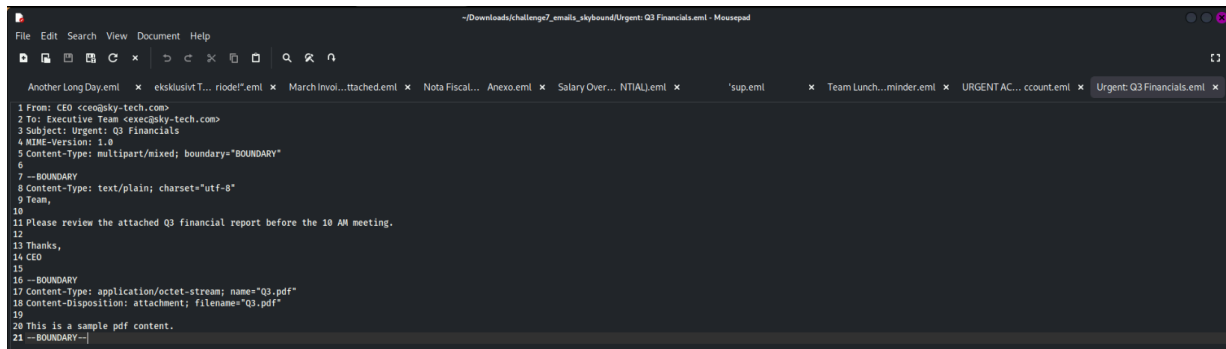 ~/Downloads/challenge7_emails_skybound/Urgent: Q3 Financials.eml - Mousepad
File Edit Search View Document Help
Another Long Day.eml × eksklusivt T... riode!".eml × March Invoi...ttached.eml × Nota Fiscal... Anexo.eml × Salary Over... NTIAL).eml × 'sup.eml × Team Lunch...minder.eml × URGENT AC... ccount.eml × Urgent: Q3 Financials.eml ×
1 From: CEO <ceo@sky-tech.com>
2 To: Executive Team <exec@sky-tech.com>
3 Subject: Urgent: Q3 Financials
4 MIME-Version: 1.0
5 Content-Type: multipart/mixed; boundary="BOUNDARY"
6
7 --BOUNDARY
8 Content-Type: text/plain; charset="utf-8"
9 Team,
10
11 Please review the attached Q3 financial report before the 10 AM meeting.
12
13 Thanks,
14 CEO
15
16 --BOUNDARY
17 Content-Type: application/octet-stream; name="Q3.pdf"
18 Content-Disposition: attachment; filename="Q3.pdf"
19
20 This is a sample pdf content.
21 --BOUNDARY--